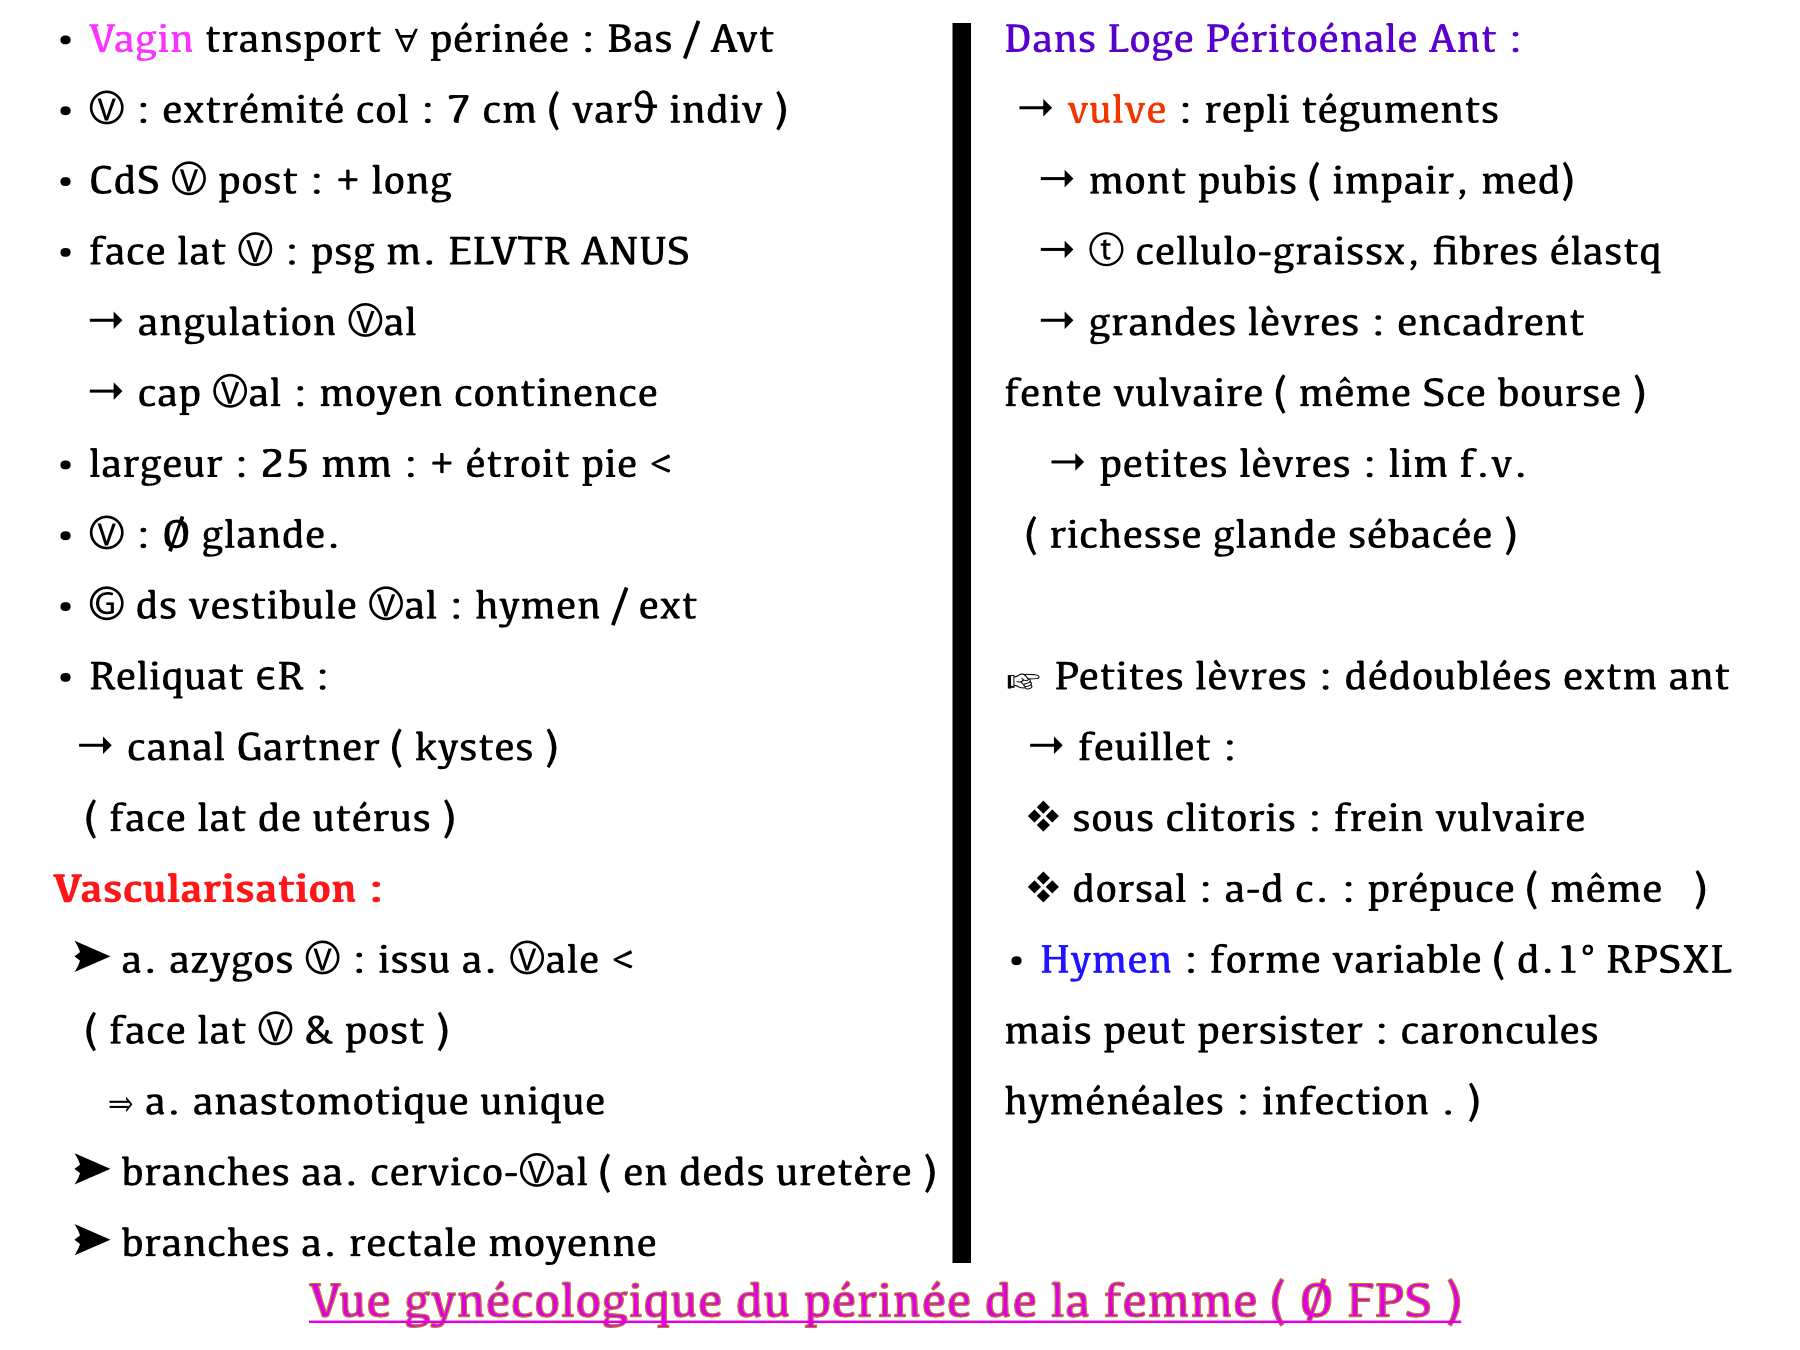 • Vagin transport ∀ périnée : Bas / Avt
• Ⓥ : extrémité col : 7 cm ( varϑ indiv )
• CdS Ⓥ post : + long
• face lat Ⓥ : psg m. ELVTR ANUS
→ angulation Ⓥal
→ cap Ⓥal : moyen continence
• largeur : 25 mm : + étroit pie <
• Ⓥ : Ø glande.
• Ⓖ ds vestibule Ⓥal : hymen / ext
• Reliquat ϵR :
→ canal Gartner ( kystes )
( face lat de utérus )
Vascularisation :
➤ a. azygos Ⓥ : issu a. Ⓥale <
( face lat Ⓥ & post )
⇒ a. anastomotique unique
➤ branches aa. cervico-Ⓥal ( en deds uretère )
➤ branches a. rectale moyenne
Dans Loge Péritoénale Ant :
→ vulve : repli téguments
→ mont pubis ( impair, med)
→ ⓣ cellulo-graissx, fibres élastq
→ grandes lèvres : encadrent
fente vulvaire ( même Sce bourse )
→ petites lèvres : lim f.v.
( richesse glande sébacée )
☞ Petites lèvres : dédoublées extm ant
→ feuillet :
❖ sous clitoris : frein vulvaire
❖ dorsal : a-d c. : prépuce ( même )
• Hymen : forme variable ( d.1° RPSXL
mais peut persister : caroncules
hyménéales : infection . )
Vue gynécologique du périnée de la femme ( Ø FPS )